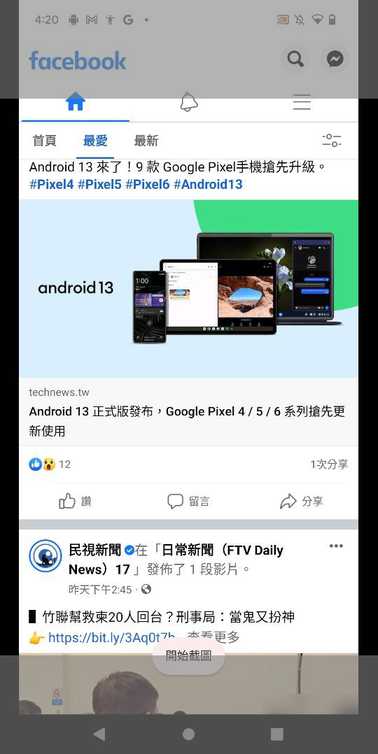 4:20
facebook
首頁 最愛 最新
Android 13 來了！9 款 Google Pixel手機搶先升級。
#Pixel4 #Pixel5 #Pixel6 #Android13
android 13
technews.tw
Android 13 正式版發布，Google Pixel 4 / 5 / 6 系列搶先更
新使用
12 1次分享
讚 留言 分享
民視新聞 在「日常新聞（FTV Daily
News）17 」發佈了 1 段影片。
昨天下午2:45 ·
▋竹聯幫救柬20人回台？刑事局：當鬼又扮神
👉 https://bit.ly/3Aq0t7b 查看更多
開始截圖